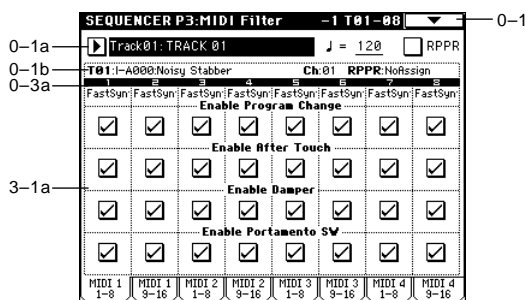 SEQUENCER P3:MIDI Filter -1 T01-08
0–1
0–1a
Track01: TRACK 01 ♩ = 120 RPPR
0–1b
T01:I-A000:Noisy Stabber Ch:01 RPPR:NoAssign
0–3a
1 2 3 4 5 6 7 8
FastSyn FastSyn FastSyn FastSyn FastSyn FastSyn FastSyn FastSyn
Enable Program Change
Enable After Touch
3–1a
Enable Damper
Enable Portamento SW
MIDI 1 1-8 MIDI 1 9-16 MIDI 2 1-8 MIDI 2 9-16 MIDI 3 1-8 MIDI 3 9-16 MIDI 4 1-8 MIDI 4 9-16